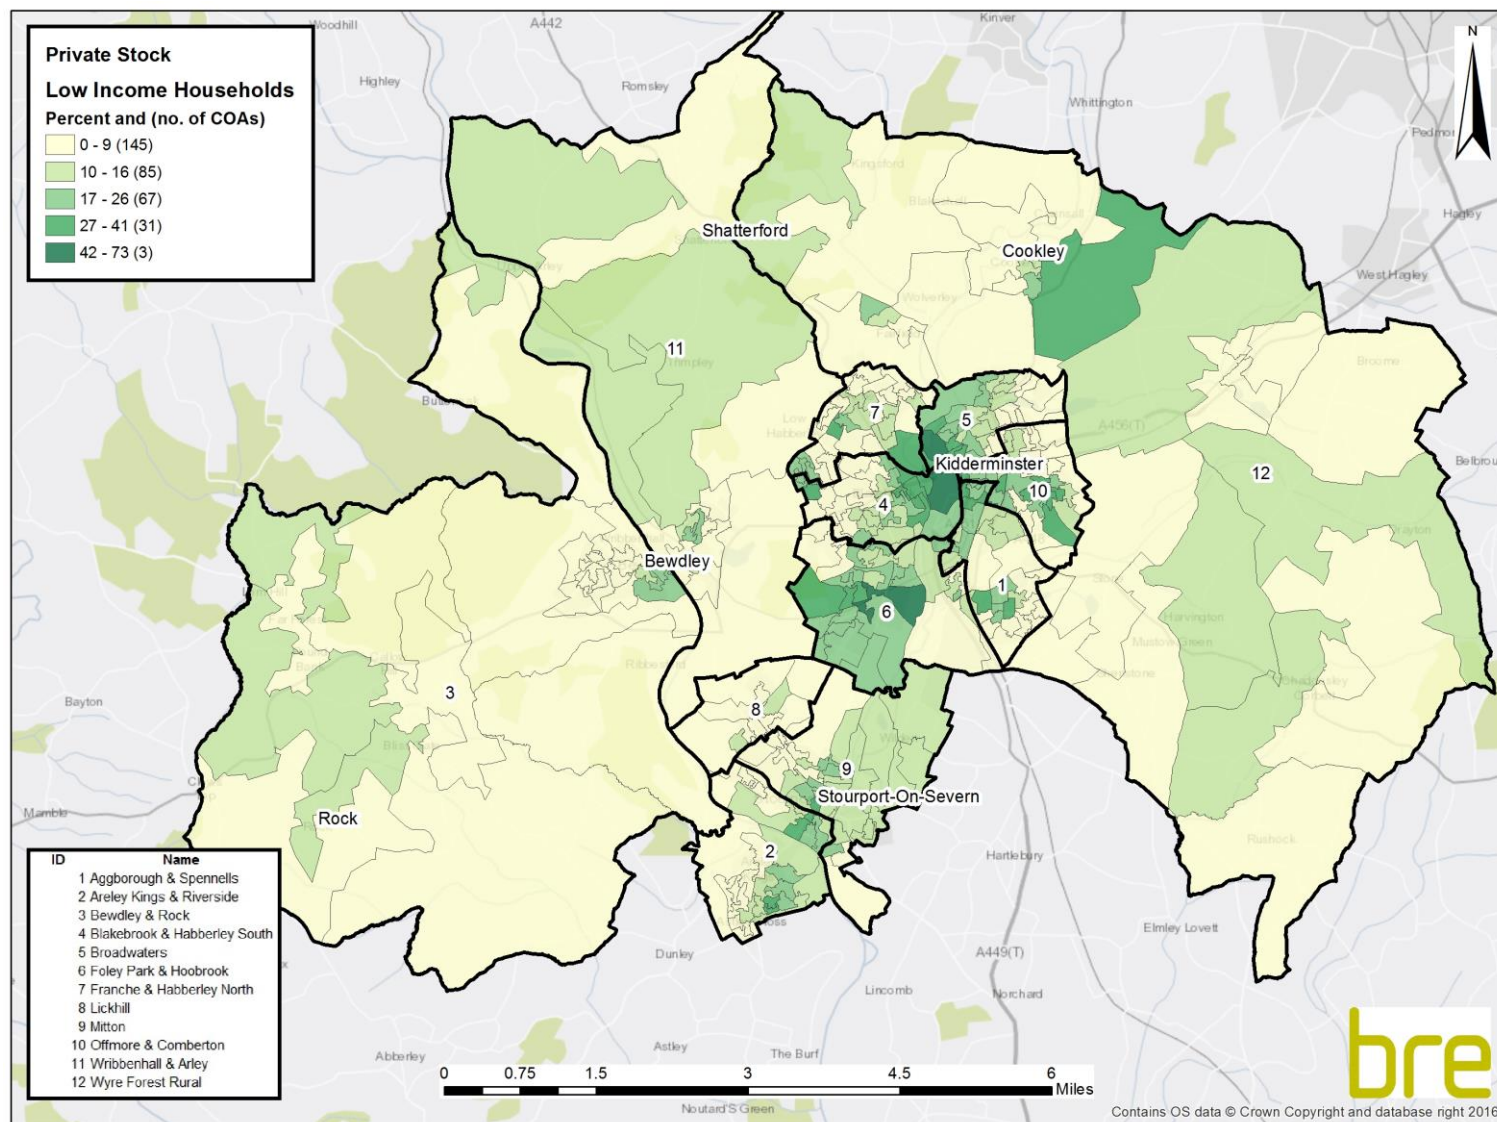 Private Stock
Low Income Households
Percent and (no. of COAs)
0 - 9 (145)
10 - 16 (85)
17 - 26 (67)
27 - 41 (31)
42 - 73 (3)
Woodhill
A442
Kinver
N
Highley
Romsley
Whittington
Kingsford
Hagley
Shatterford
Cookley
West Hagley
Wolverley
11
Trimpley
Broome
7
5
A456(T)
Kidderminster
12
10
4
Bewdley
1
6
Harvington
Mustow Green
Ribbesford
Bayton
3
8
9
Stourport-On-Severn
Mamble
Rock
Rushock
2
Hartlebury
ID Name
1 Aggborough & Spennells
2 Areley Kings & Riverside
3 Bewdley & Rock
4 Blakebrook & Habberley South
5 Broadwaters
6 Foley Park & Hoobrook
7 Franche & Habberley North
8 Lickhill
9 Mitton
10 Offmore & Comberton
11 Wribbenhall & Arley
12 Wyre Forest Rural
Elmley Lovett
Dunley
A449(T)
Lincomb
Norchard
Abberley
Astley
The Burf
0 0.75 1.5 3 4.5 6
Miles
Noutard'S Green
bre
Contains OS data © Crown Copyright and database right 2016